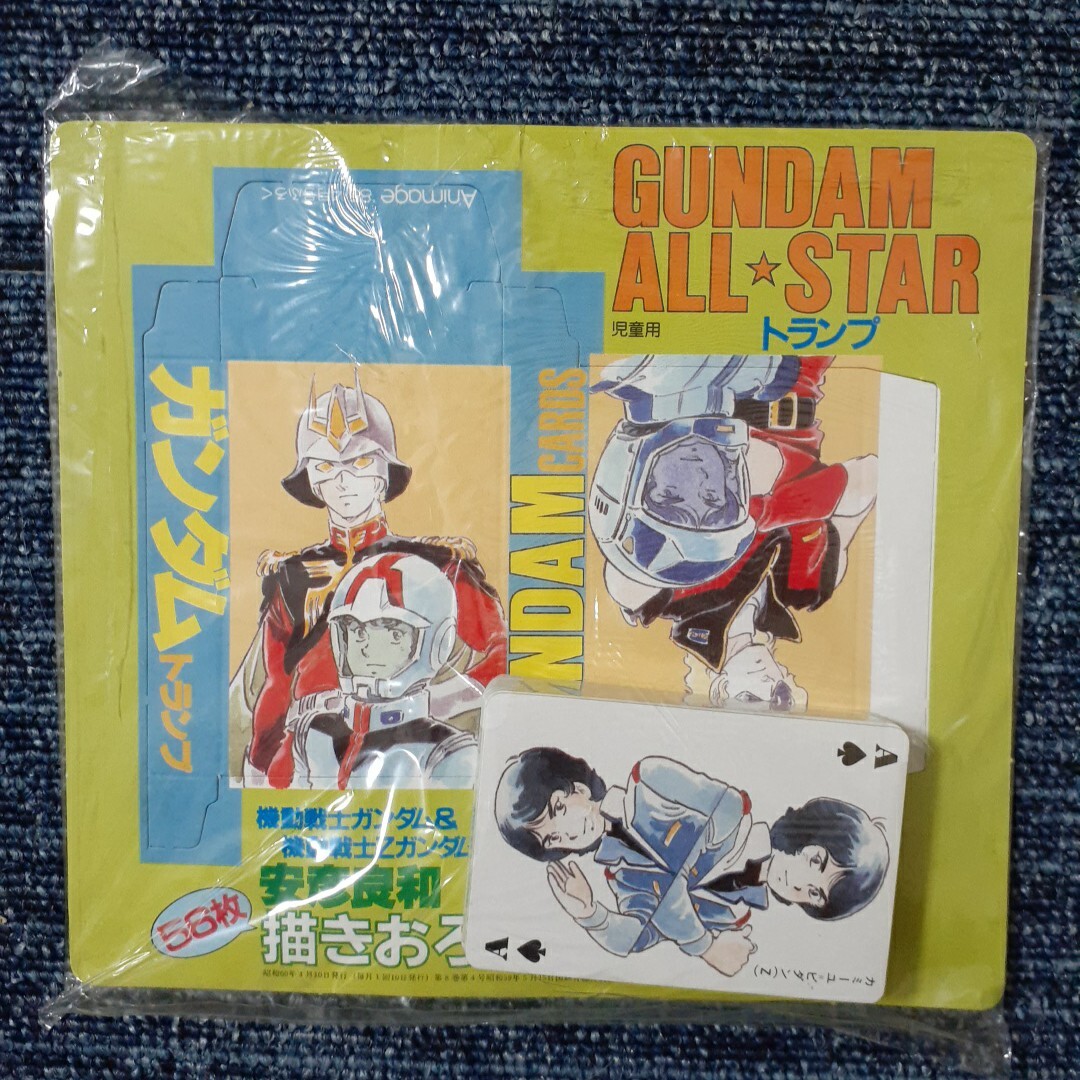 GUNDAM
ALL☆STAR
児童用
トランプ
Animage
ガンダムトランプ
NDAM CARDS
機動戦士ガンダム&
機動戦士Zガンダム
安彦良和
描きおろ
56枚
A
A
カミーユ・ビダン(Z)